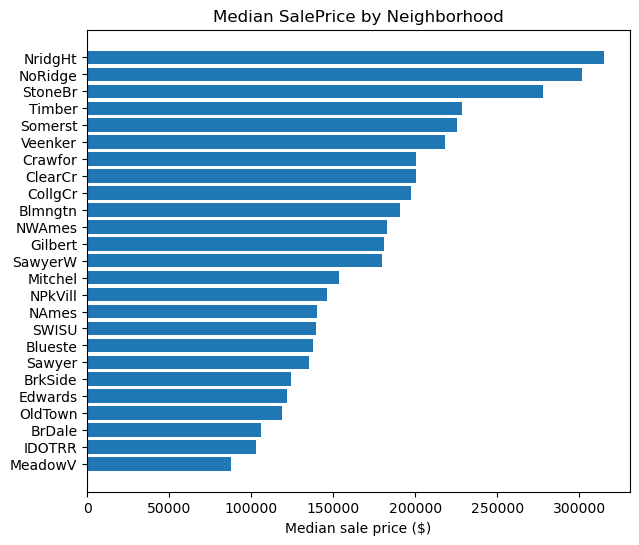 Median SalePrice by Neighborhood
NridgHt
NoRidge
StoneBr
Timber
Somerst
Veenker
Crawfor
ClearCr
CollgCr
Blmngtn
NWAmes
Gilbert
SawyerW
Mitchel
NPkVill
NAmes
SWISU
Blueste
Sawyer
BrkSide
Edwards
OldTown
BrDale
IDOTRR
MeadowV
0 50000 100000 150000 200000 250000 300000
Median sale price ($)